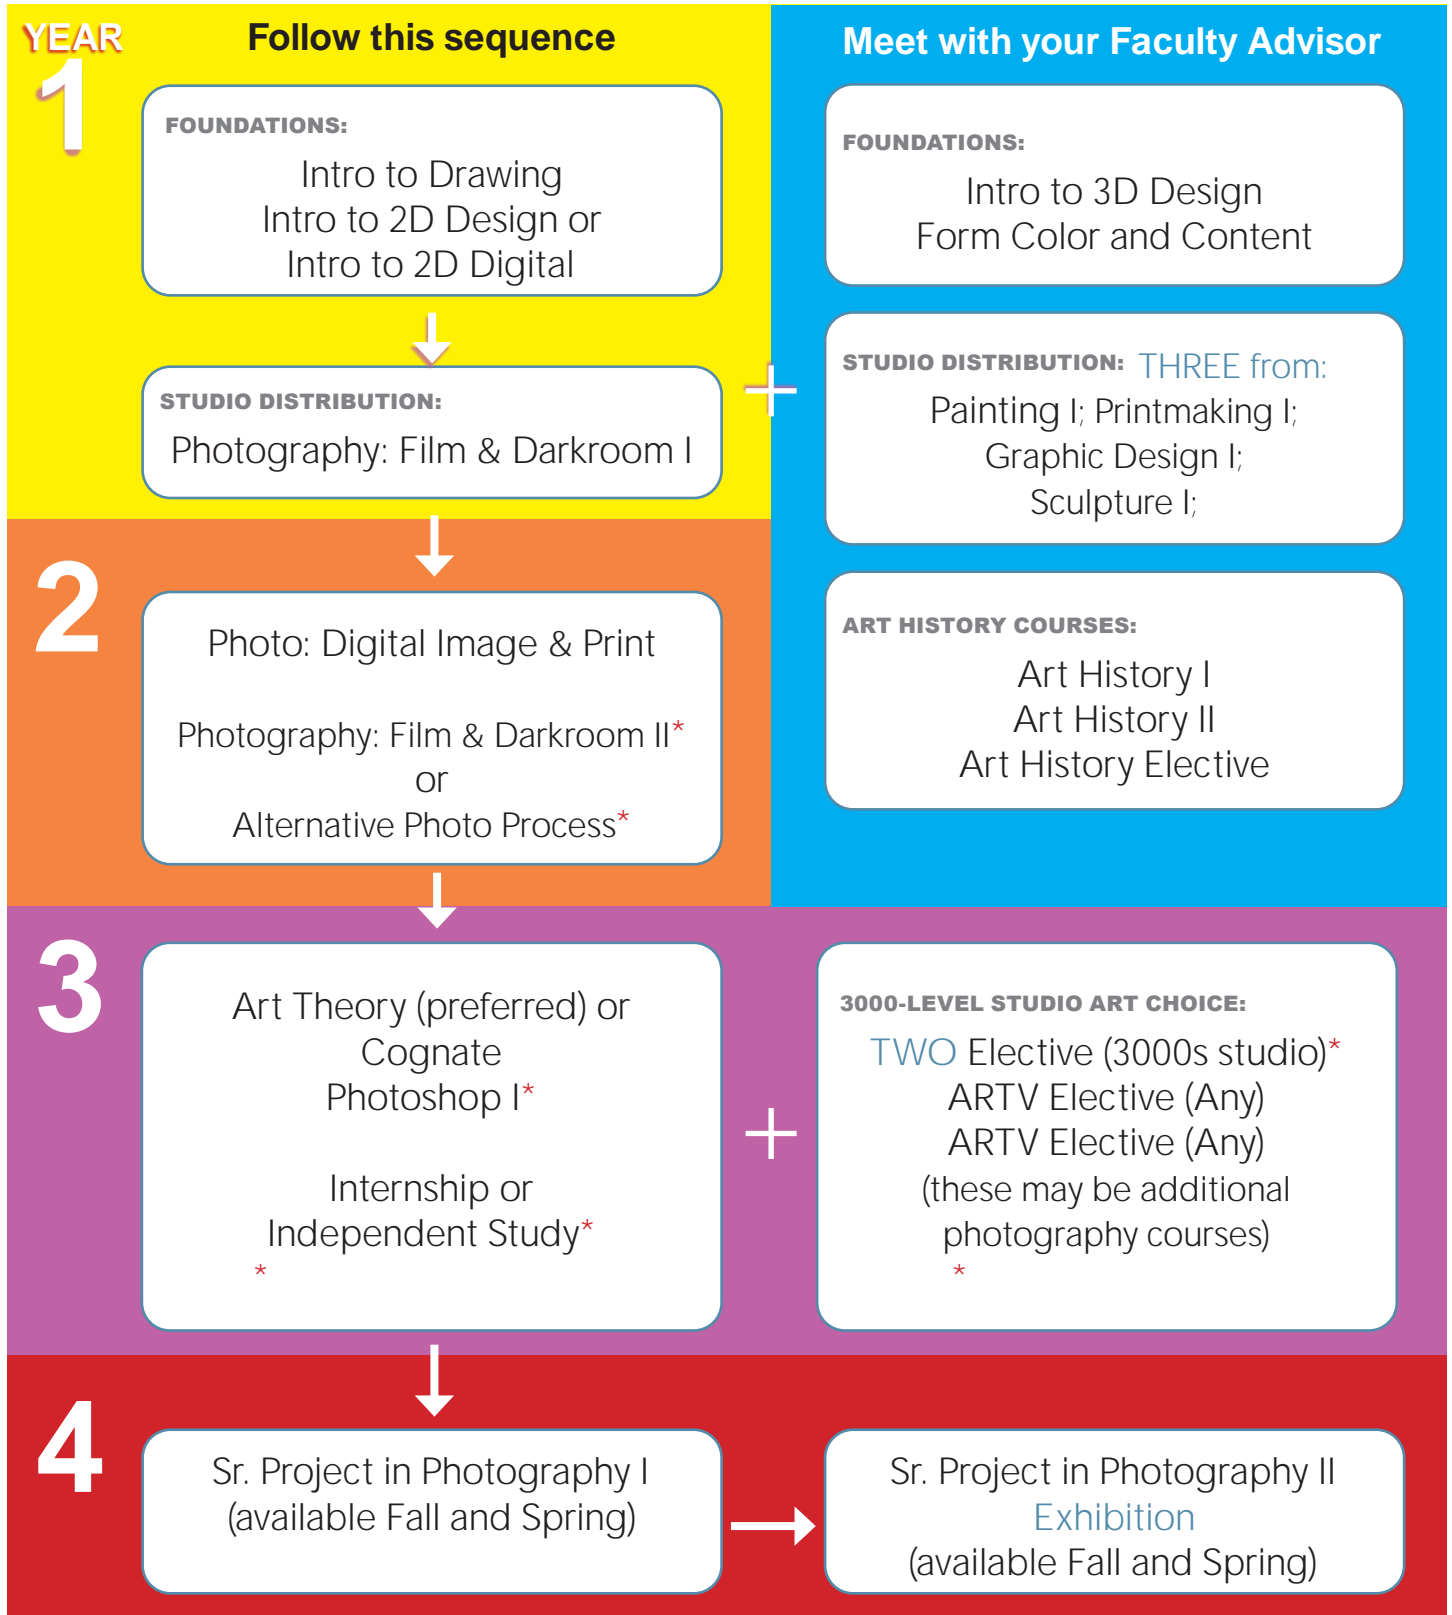 YEAR
1
Follow this sequence
FOUNDATIONS:
Intro to Drawing
Intro to 2D Design or
Intro to 2D Digital
STUDIO DISTRIBUTION:
Photography: Film & Darkroom I
Meet with your Faculty Advisor
FOUNDATIONS:
Intro to 3D Design
Form Color and Content
STUDIO DISTRIBUTION: THREE from:
Painting I; Printmaking I;
Graphic Design I;
Sculpture I;
ART HISTORY COURSES:
Art History I
Art History II
Art History Elective
2
Photo: Digital Image & Print
Photography: Film & Darkroom II*
or
Alternative Photo Process*
3
Art Theory (preferred) or
Cognate
Photoshop I*
Internship or
Independent Study*
*
3000-LEVEL STUDIO ART CHOICE:
TWO Elective (3000s studio)*
ARTV Elective (Any)
ARTV Elective (Any)
(these may be additional
photography courses)
*
4
Sr. Project in Photography I
(available Fall and Spring)
Sr. Project in Photography II
Exhibition
(available Fall and Spring)